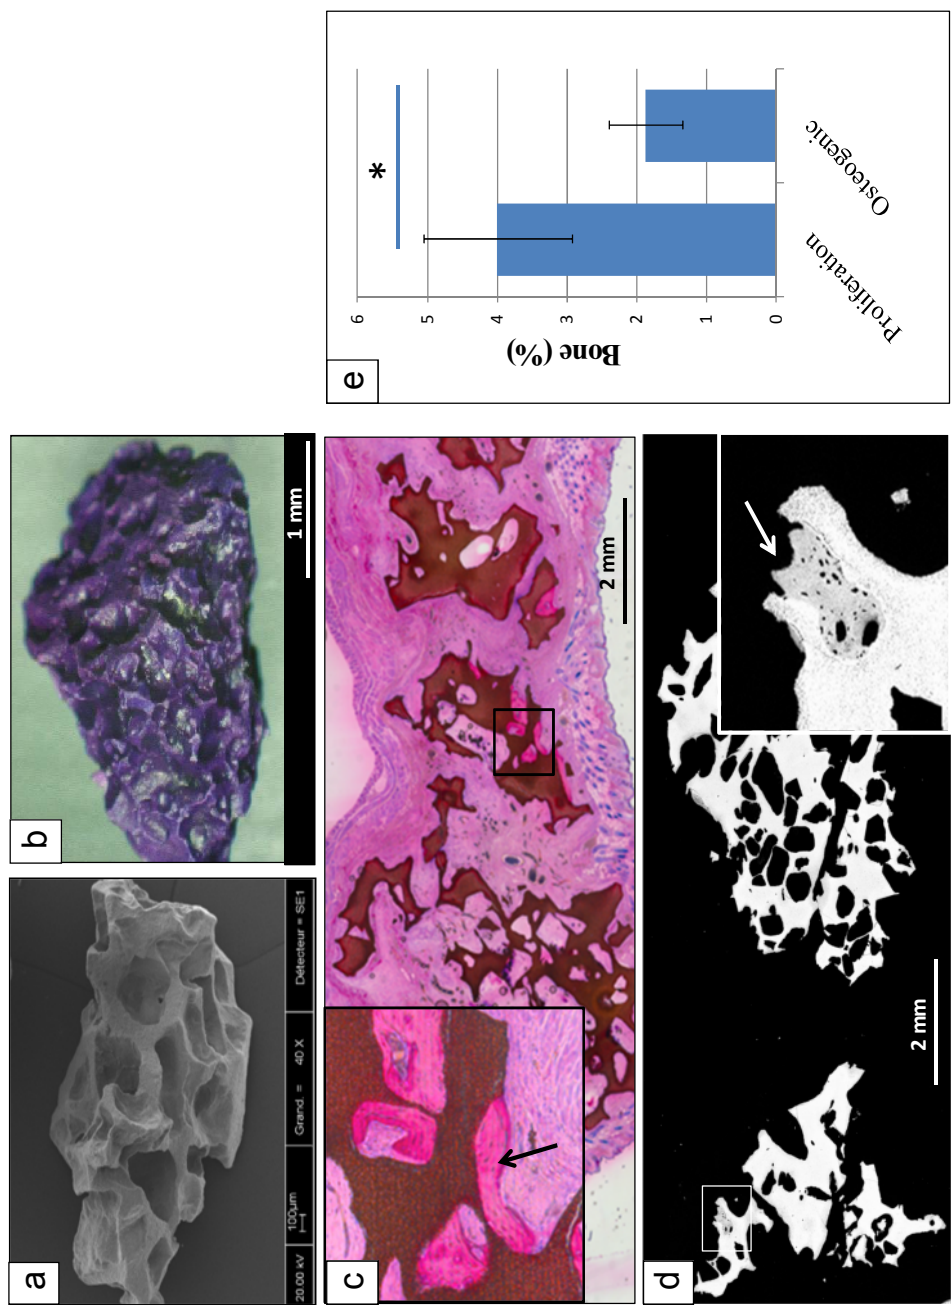 a
20.00 kV
100µm
Grand. = 40 X
Détecteur = SE1
b
1 mm
c
2 mm
d
2 mm
e
Bone (%)
6
5
4
3
2
1
0
*
Proliferation
Osteogenic